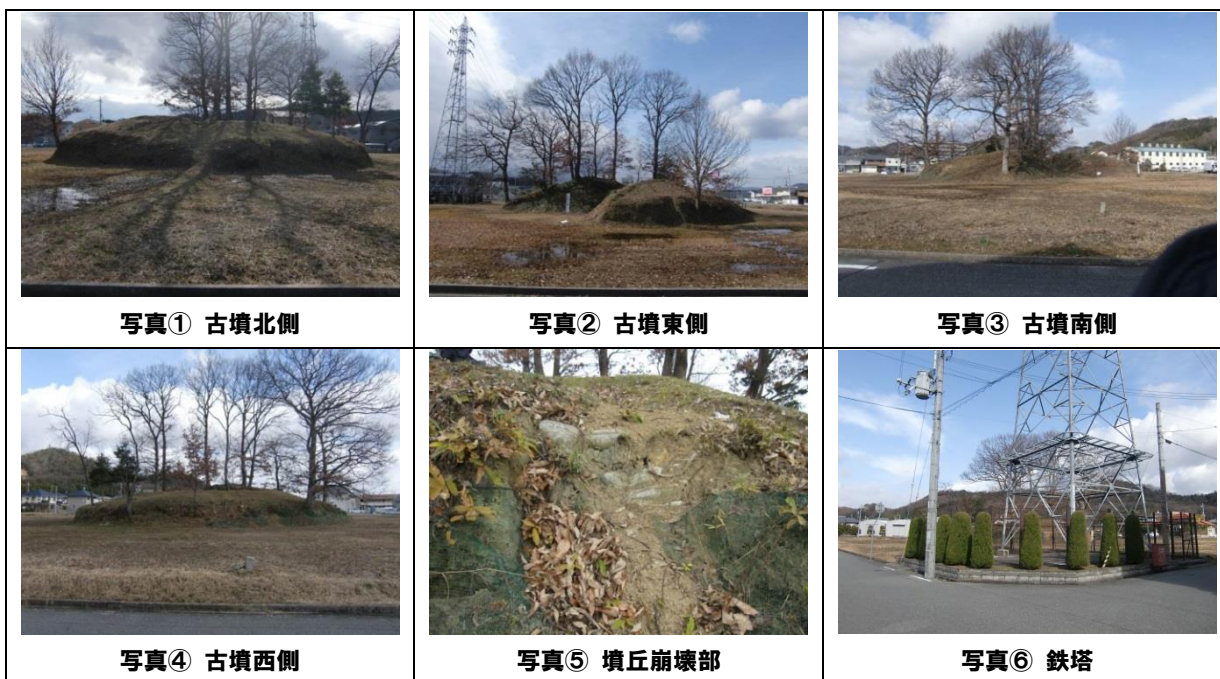 写真① 古墳北側
写真② 古墳東側
写真③ 古墳南側
写真④ 古墳西側
写真⑤ 墳丘崩壊部
写真⑥ 鉄塔